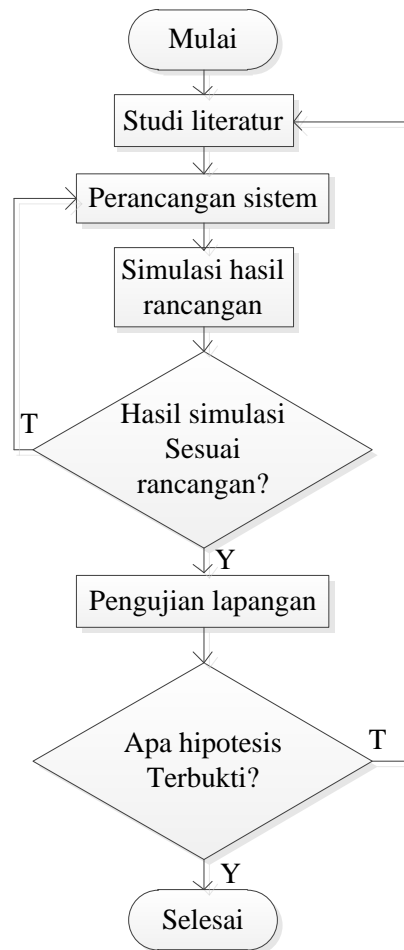 Mulai
Studi literatur
Perancangan sistem
Simulasi hasil
rancangan
Hasil simulasi
Sesuai
rancangan?
T
Y
Pengujian lapangan
Apa hipotesis
Terbukti?
T
Y
Selesai